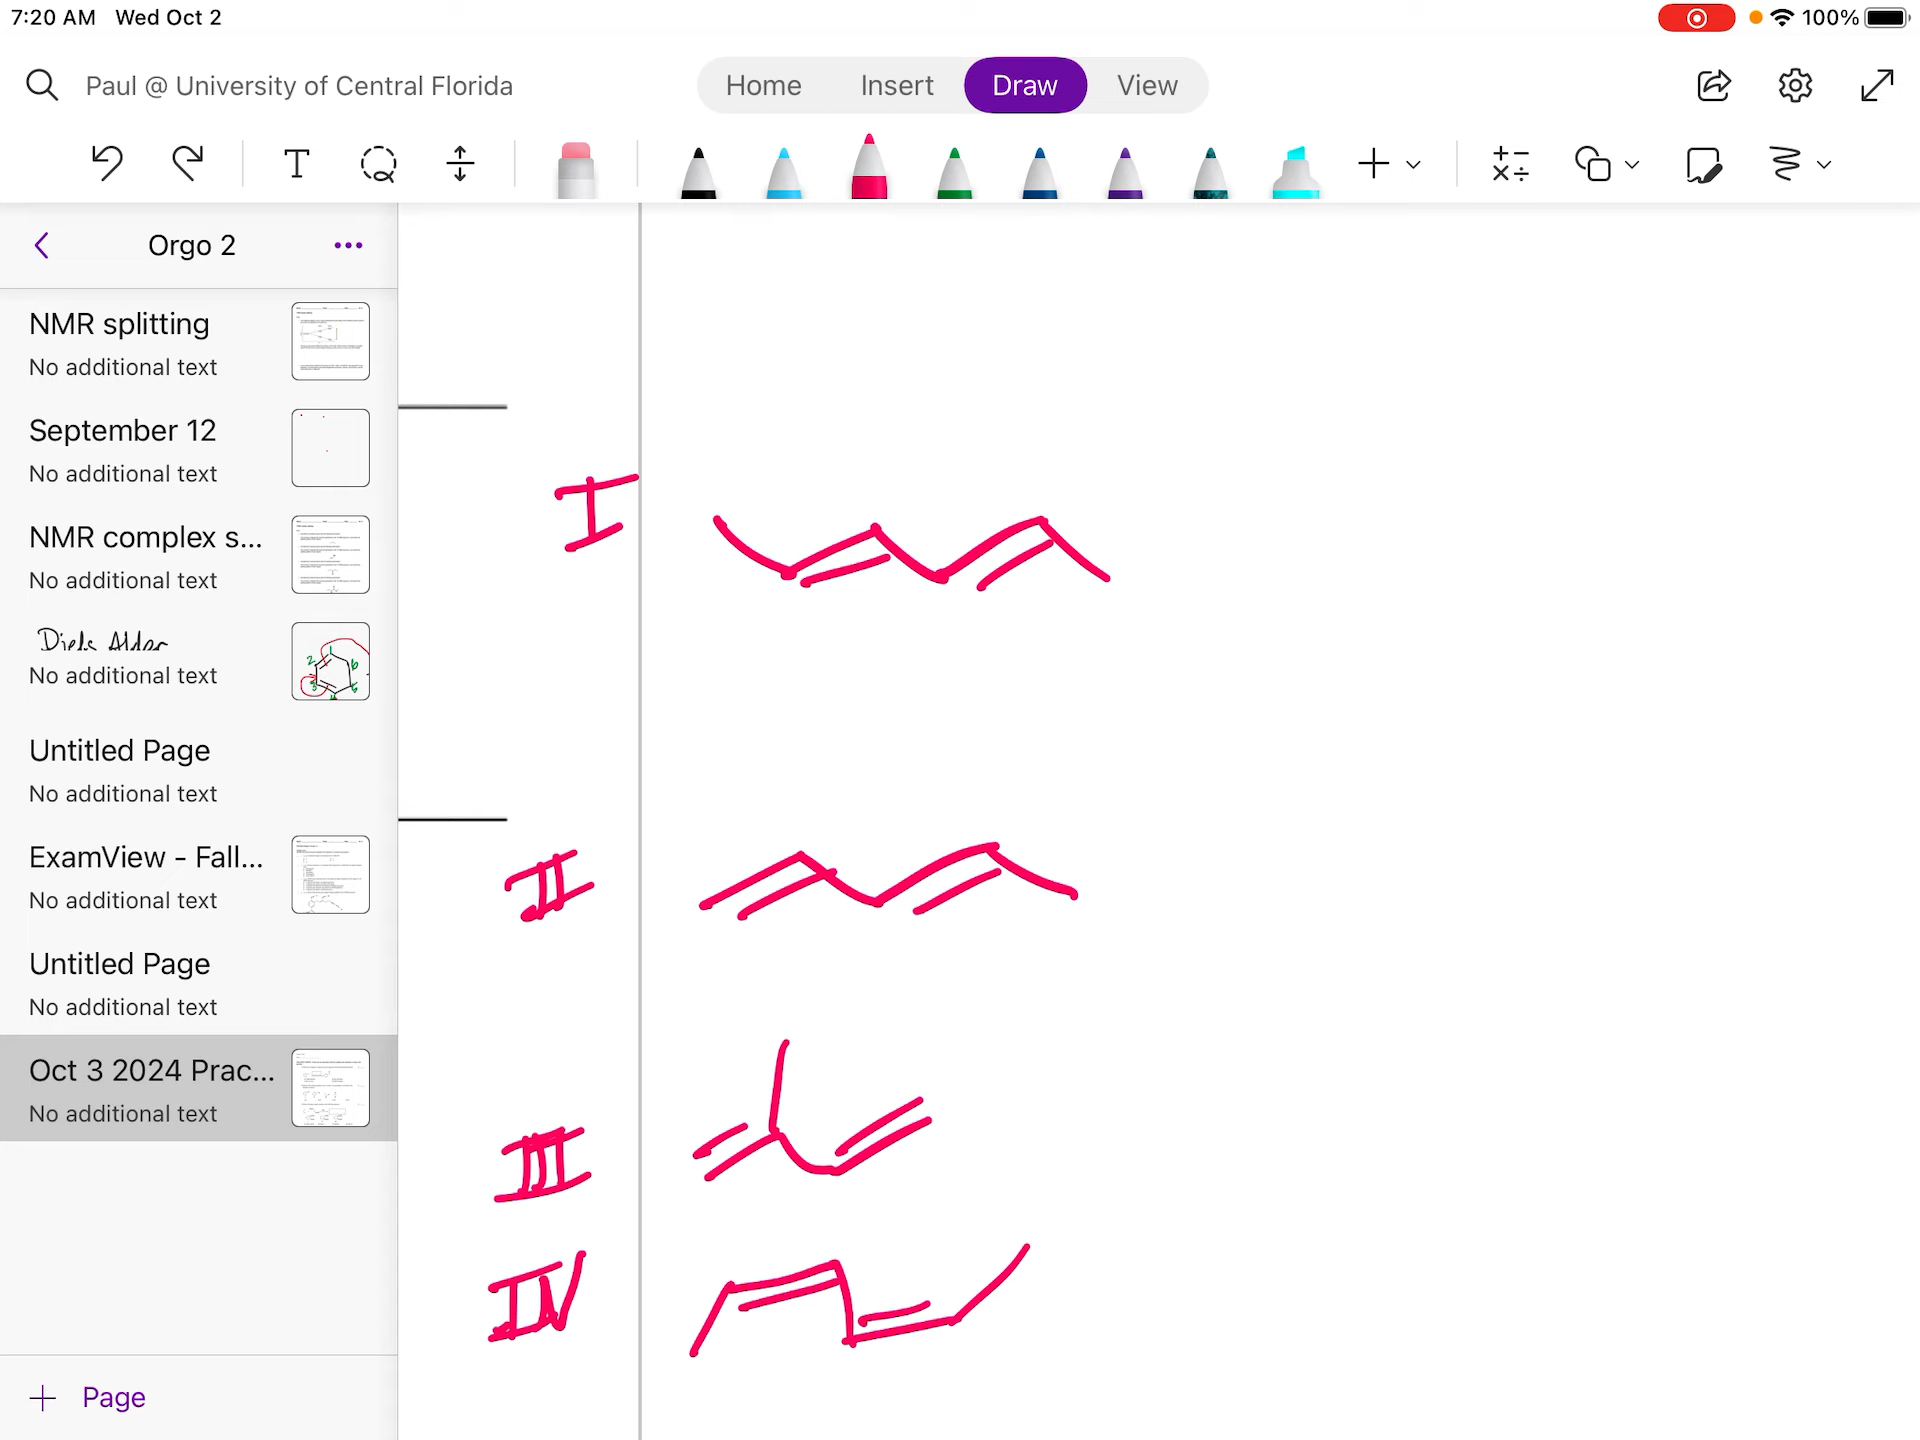 7:20 AM Wed Oct 2 100%
Paul @ University of Central Florida Home Insert Draw View
T
Orgo 2
NMR splitting
No additional text
September 12
No additional text
NMR complex s...
No additional text
Diels Alder
No additional text
Untitled Page
No additional text
ExamView - Fall...
No additional text
Untitled Page
No additional text
Oct 3 2024 Prac...
No additional text
Page
I
II
III
IV